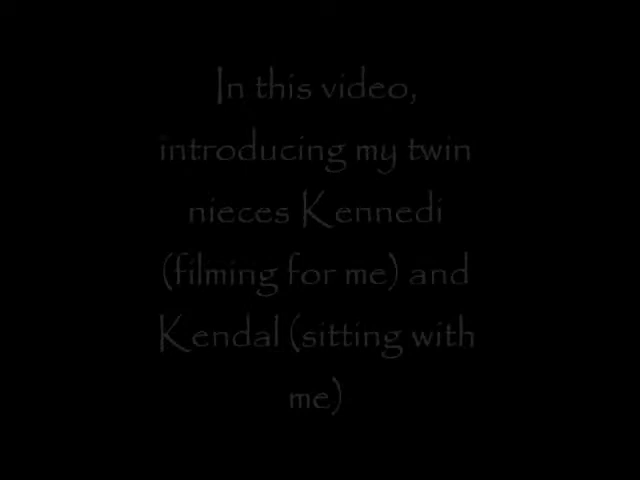 In this video,
introducing my twin
nieces Kennedi
(filming for me) and
Kendal (sitting with
me)